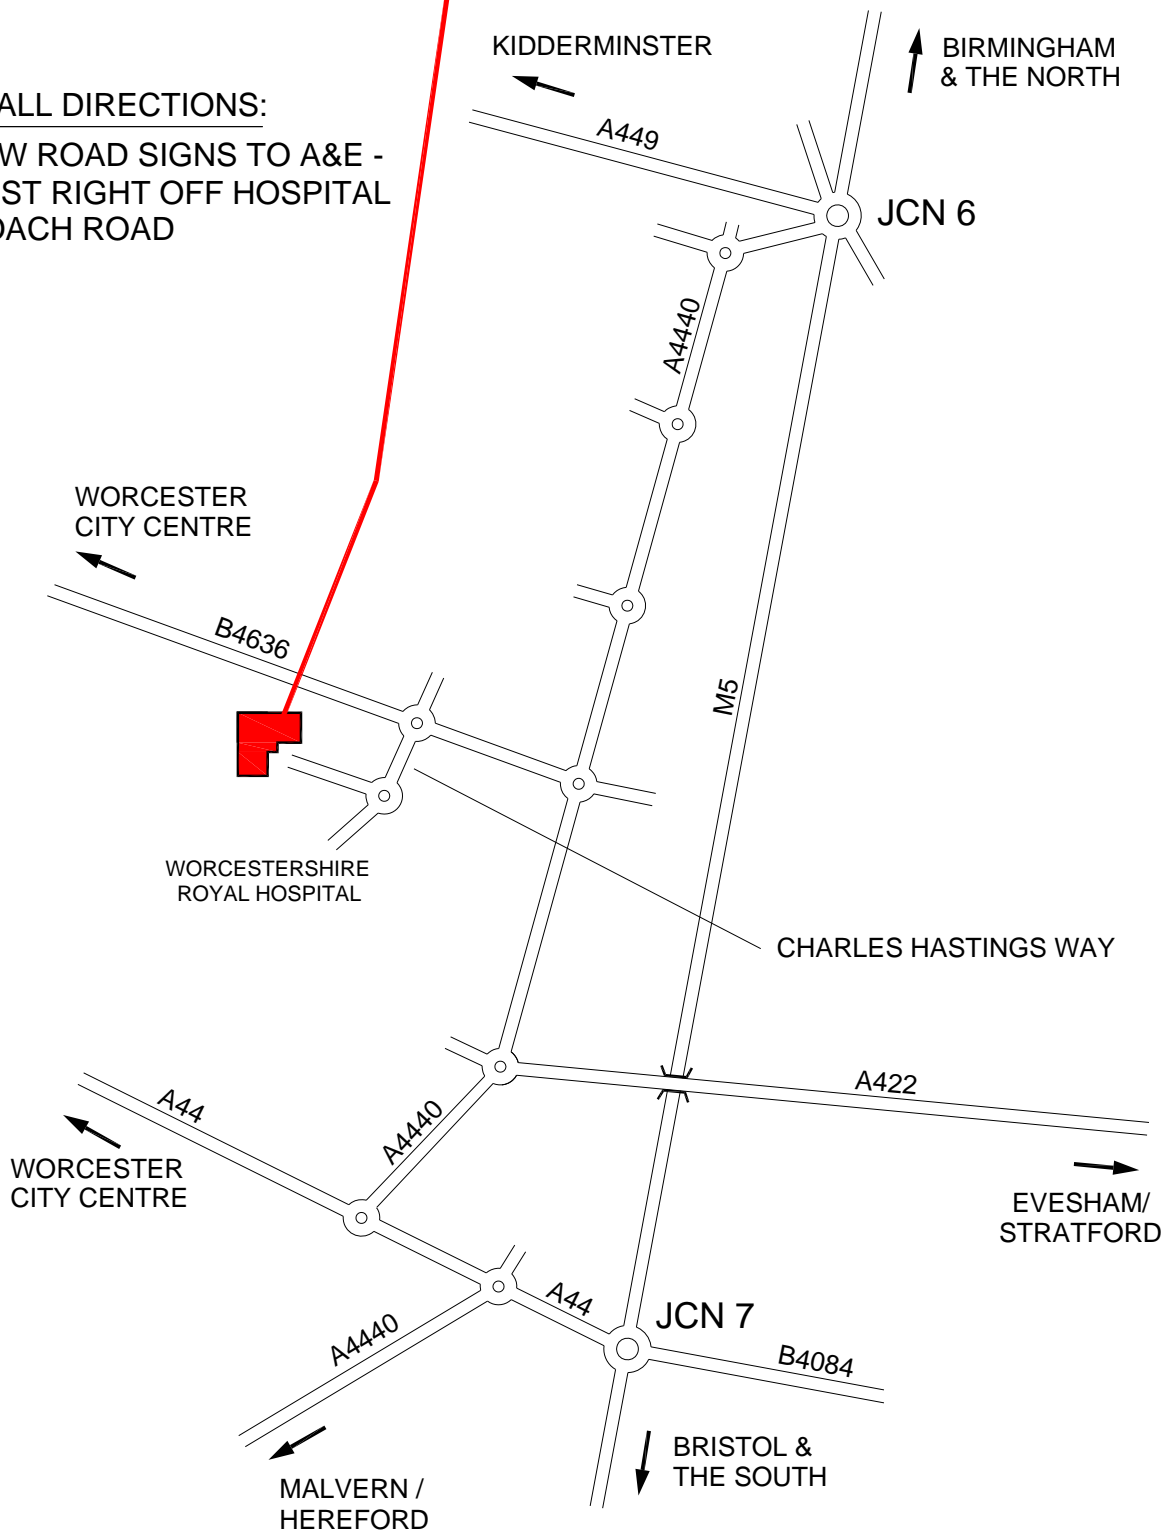 KIDDERMINSTER
BIRMINGHAM
& THE NORTH
ALL DIRECTIONS:
W ROAD SIGNS TO A&E -
ST RIGHT OFF HOSPITAL
OACH ROAD
A449
JCN 6
A4440
WORCESTER
CITY CENTRE
B4636
M5
WORCESTERSHIRE
ROYAL HOSPITAL
CHARLES HASTINGS WAY
A422
A44
A4440
WORCESTER
CITY CENTRE
EVESHAM/
STRATFORD
A44
JCN 7
A4440
B4084
BRISTOL &
THE SOUTH
MALVERN /
HEREFORD